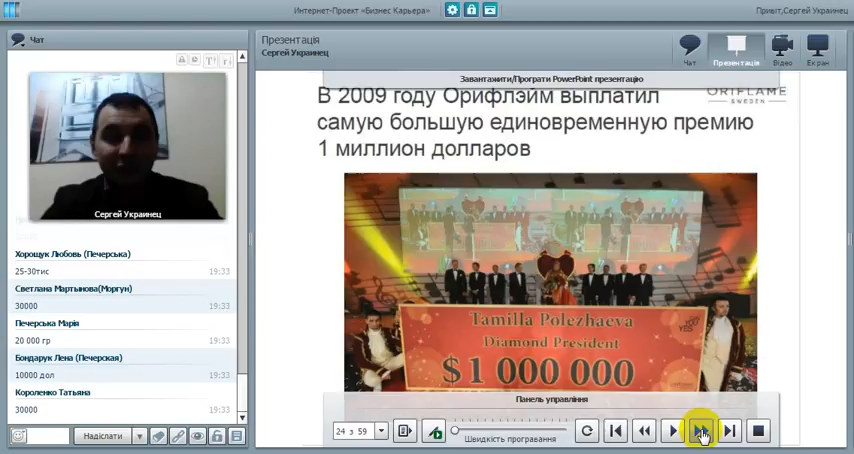 Интернет-Проект «Бизнес Карьера»
Привіт,Сергей Украинец
Чат
Сергей Украинец
Хорощук Любовь (Печерська)
25-30тис
19:33
Светлана Мартынова(Моргун)
30000
19:33
Печерська Марія
20 000 гр
19:33
Бондарук Лена (Печерская)
10000 дол
19:33
Короленко Татьяна
30000
19:33
Надіслати
Презентація
Сергей Украинец
Чат
Презентація
Відео
Екран
Завантажити/Програти PowerPoint презентацію
ORIFLAME
SWEDEN
В 2009 году Орифлэйм выплатил
самую большую единовременную премию
1 миллион долларов
Tamilla Polezhaeva
Diamond President
$1 000 000
YOU
YES
Панель управління
24 з 59
Швидкість програвання